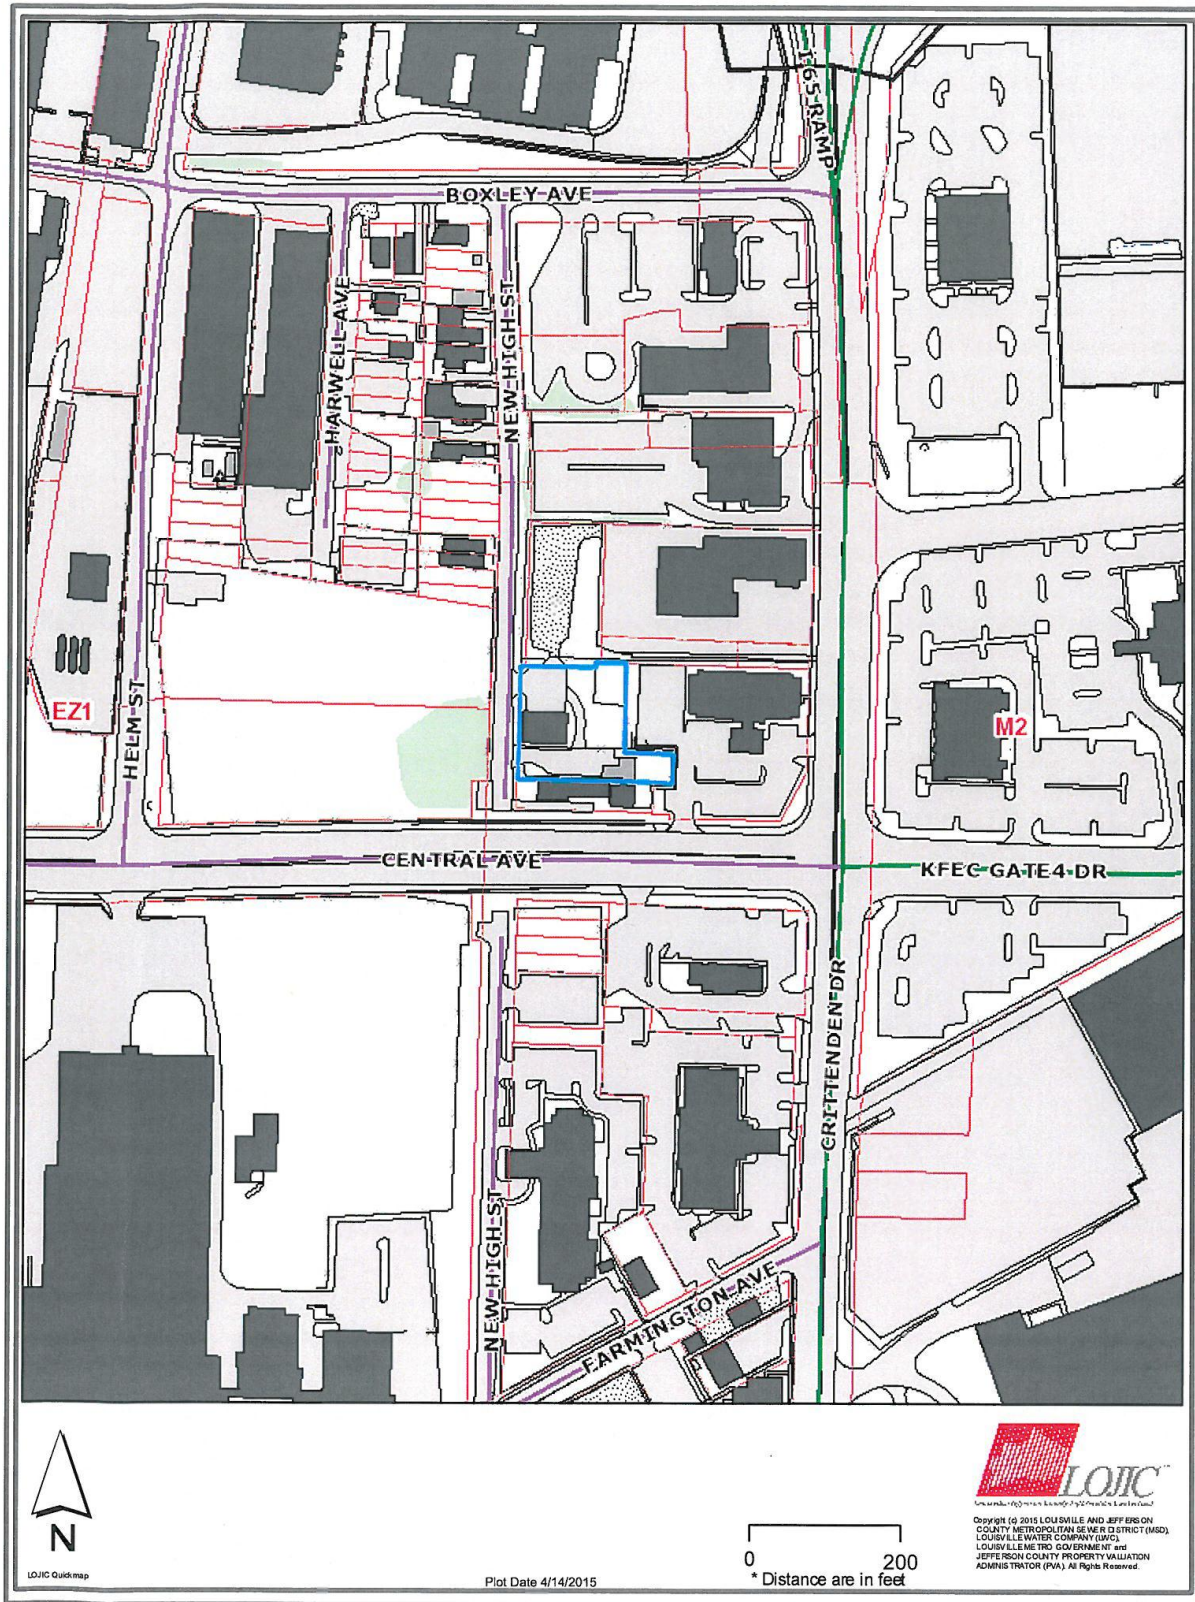 I-65 RAMP
BOXLEY AVE
HARWELL AVE
NEW HIGH ST
EZ1
HELM ST
M2
CENTRAL AVE
KFEC GATE 4 DR
CRITTENDEN DR
NEW HIGH ST
FARMINGTON AVE
N
LOJIC Quickmap
Plot Date 4/14/2015
0 200
* Distance are in feet
LOJIC
Copyright (c) 2015 LOUISVILLE AND JEFFERSON
COUNTY METROPOLITAN SEWER DISTRICT (MSD),
LOUISVILLE WATER COMPANY (LWC),
LOUISVILLE METRO GOVERNMENT and
JEFFERSON COUNTY PROPERTY VALUATION
ADMINISTRATOR (PVA). All Rights Reserved.